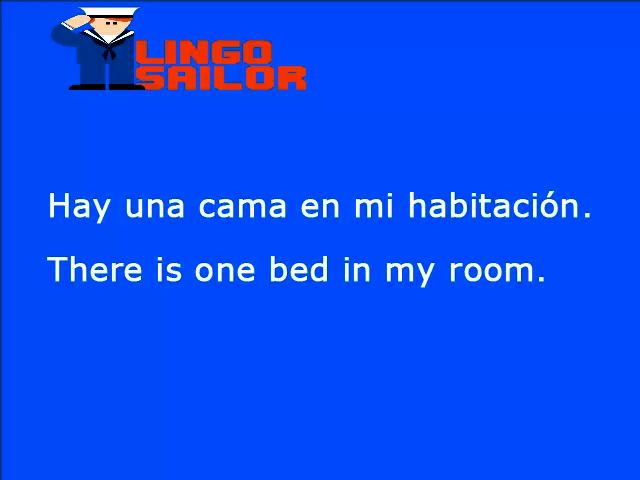 LINGO
SAILOR
Hay una cama en mi habitación.
There is one bed in my room.